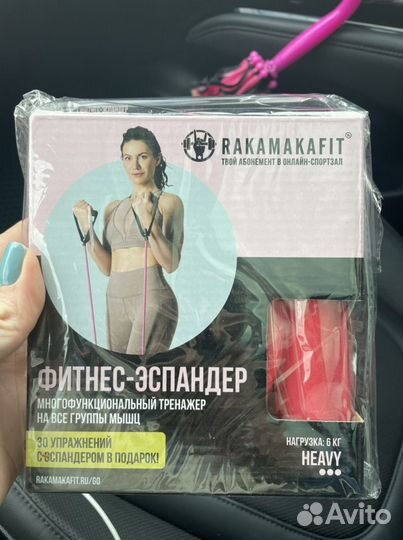 RAKAMAKAFIT®
ТВОЙ АБОНЕМЕНТ В ОНЛАЙН-СПОРТЗАЛ
ФИТНЕС-ЭСПАНДЕР
МНОГОФУНКЦИОНАЛЬНЫЙ ТРЕНАЖЕР
НА ВСЕ ГРУППЫ МЫШЦ
30 УПРАЖНЕНИЙ
С ЭСПАНДЕРОМ В ПОДАРОК!
RAKAMAKAFIT.RU/GO
НАГРУЗКА: 6 КГ
HEAVY
Avito